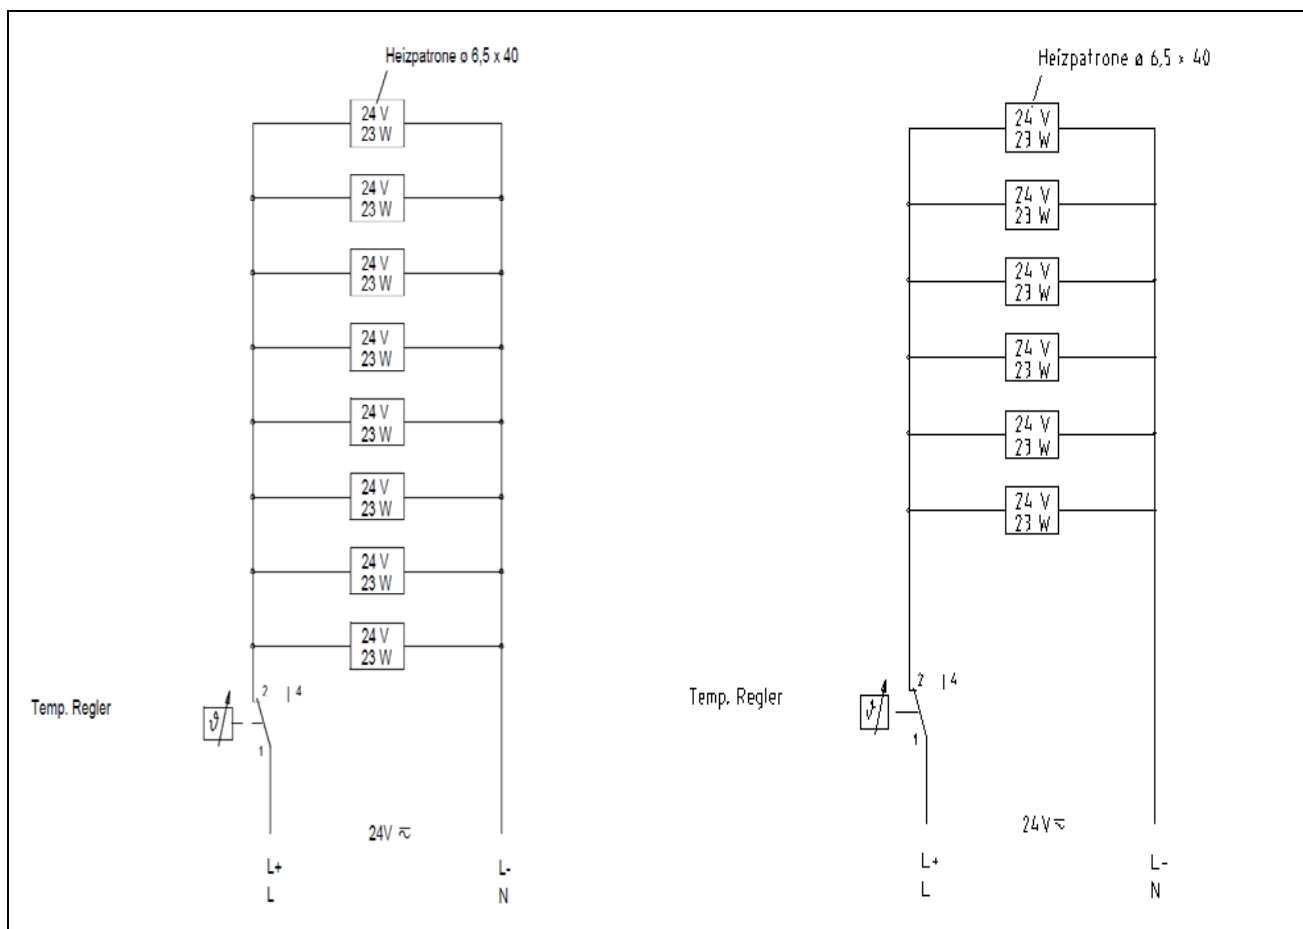 Heizpatrone ø 6,5 x 40
24 V
23 W
24 V
23 W
24 V
23 W
24 V
23 W
24 V
23 W
24 V
23 W
24 V
23 W
24 V
23 W
2 | 4
Temp. Regler
ϑ
1
24V ⏦
L+
L-
L
N
Heizpatrone ø 6,5 × 40
24 V
23 W
24 V
23 W
24 V
23 W
24 V
23 W
24 V
23 W
24 V
23 W
2 | 4
Temp. Regler
ϑ
1
24V ⏦
L+
L-
L
N